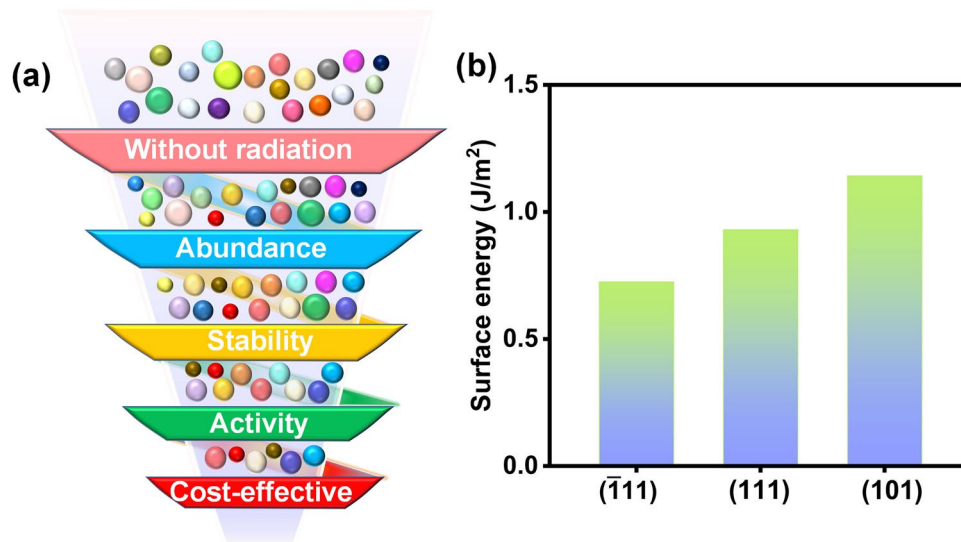 (a)
Without radiation
Abundance
Stability
Activity
Cost-effective
(b)
Surface energy (J/m²)
1.5
1.0
0.5
0.0
(1̅11)
(111)
(101)